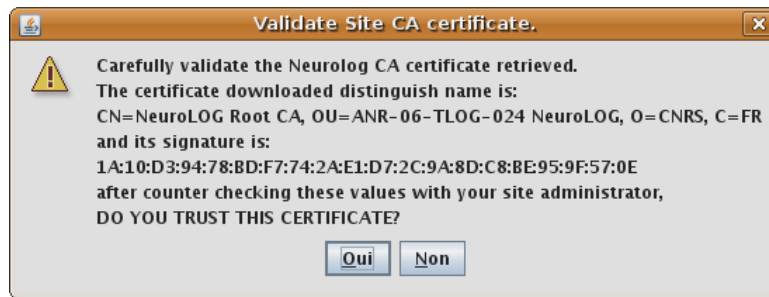 Validate Site CA certificate.
Carefully validate the Neurolog CA certificate retrieved.
The certificate downloaded distinguish name is:
CN=NeuroLOG Root CA, OU=ANR-06-TLOG-024 NeuroLOG, O=CNRS, C=FR
and its signature is:
1A:10:D3:94:78:BD:F7:74:2A:E1:D7:2C:9A:8D:C8:BE:95:9F:57:0E
after counter checking these values with your site administrator,
DO YOU TRUST THIS CERTIFICATE?
Oui Non